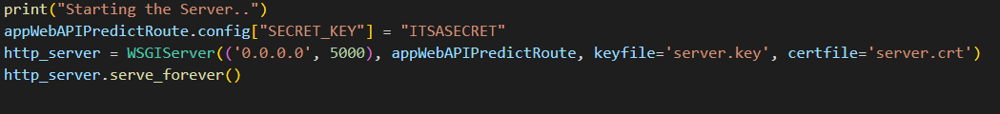 print("Starting the Server..")
appWebAPIPredictRoute.config["SECRET_KEY"] = "ITSASECRET"
http_server = WSGIServer(('0.0.0.0', 5000), appWebAPIPredictRoute, keyfile='server.key', certfile='server.crt')
http_server.serve_forever()